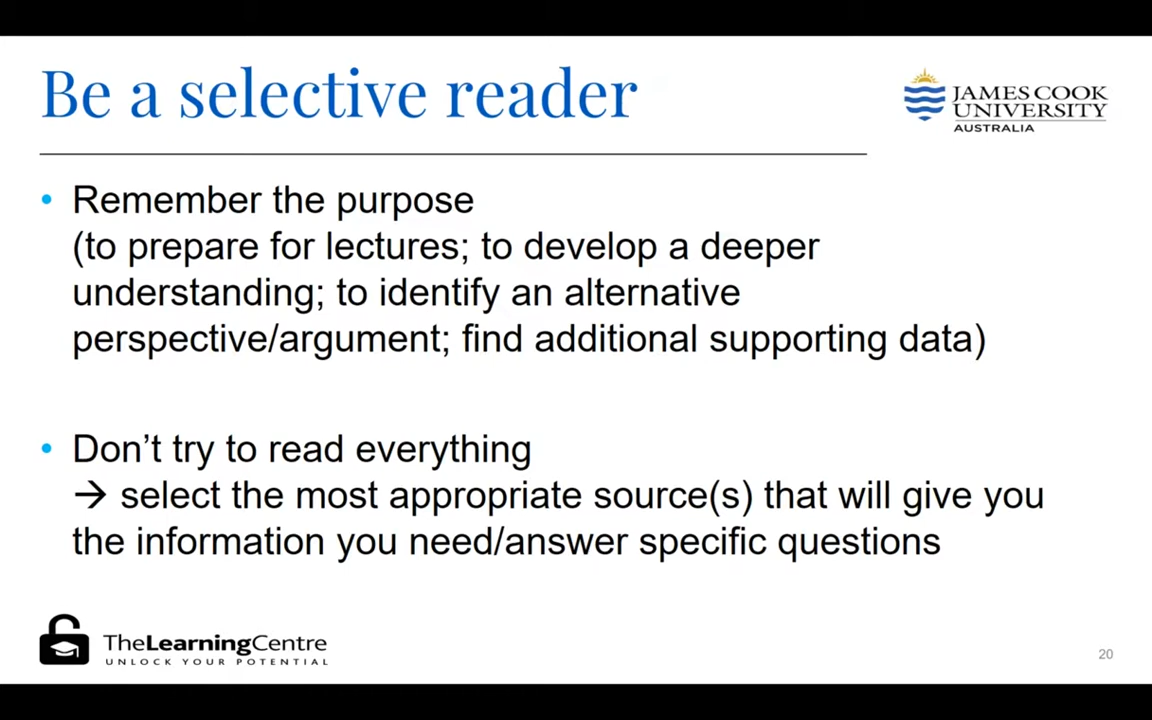 Be a selective reader
JAMES COOK
UNIVERSITY
AUSTRALIA
• Remember the purpose
(to prepare for lectures; to develop a deeper
understanding; to identify an alternative
perspective/argument; find additional supporting data)
• Don’t try to read everything
→ select the most appropriate source(s) that will give you
the information you need/answer specific questions
TheLearningCentre
UNLOCK YOUR POTENTIAL
20